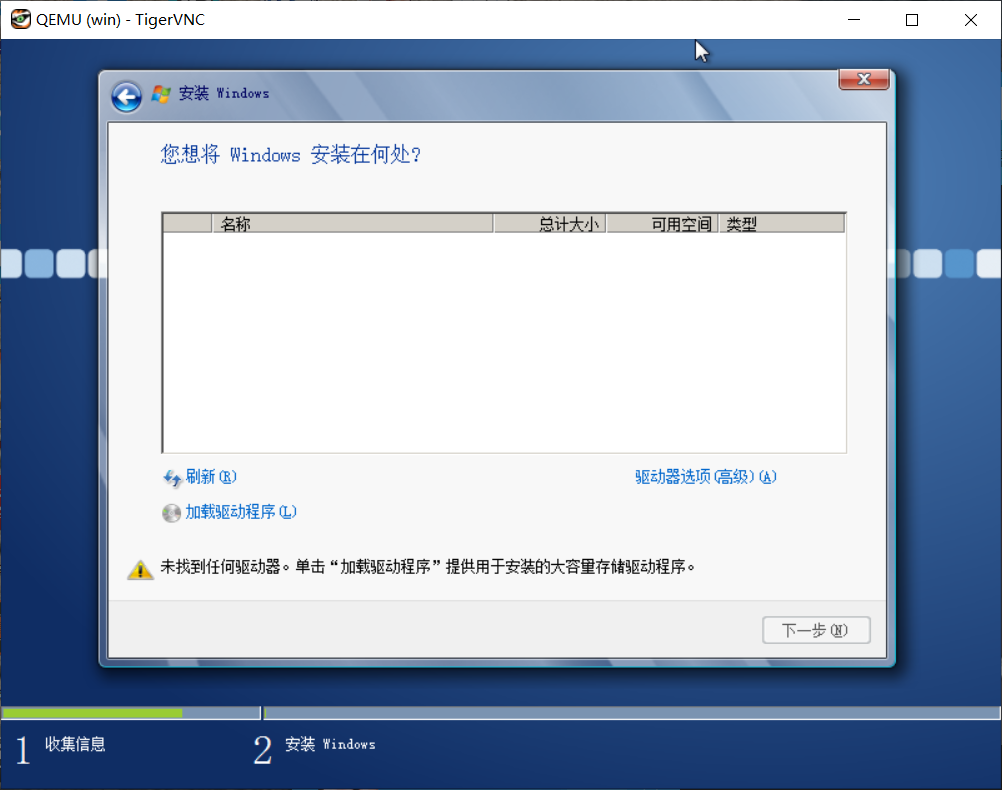 QEMU (win) - TigerVNC
安装 Windows
您想将 Windows 安装在何处?
名称 总计大小 可用空间 类型
刷新(R) 驱动器选项(高级)(A)
加载驱动程序(L)
未找到任何驱动器。单击“加载驱动程序”提供用于安装的大容量存储驱动程序。
下一步(N)
1 收集信息 2 安装 Windows